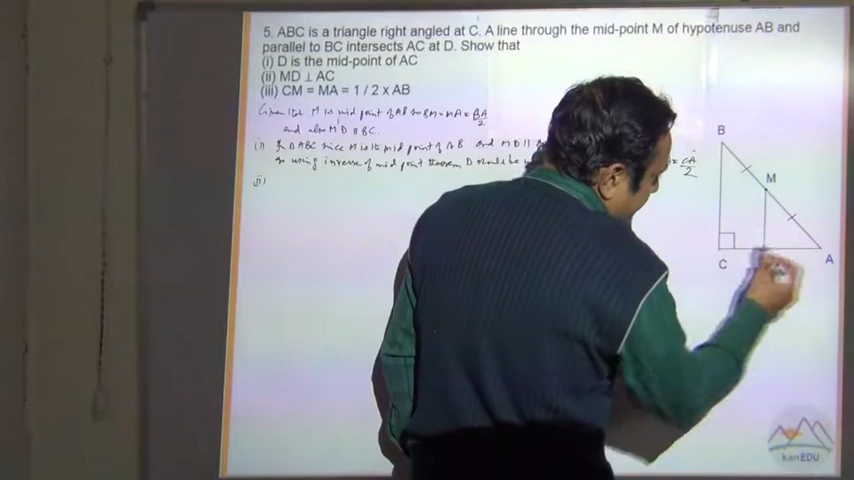 5. ABC is a triangle right angled at C. A line through the mid-point M of hypotenuse AB and
parallel to BC intersects AC at D. Show that
(i) D is the mid-point of AC
(ii) MD ⊥ AC
(iii) CM = MA = 1 / 2 x AB
Given that M is mid point of AB so BM = MA = BA/2
and also MD || BC.
i) In Δ ABC since M is the mid point of AB and MD ||
so using inverse of mid point theorem D should be = CA/2
ii)
B
M
C
A
kanEDU